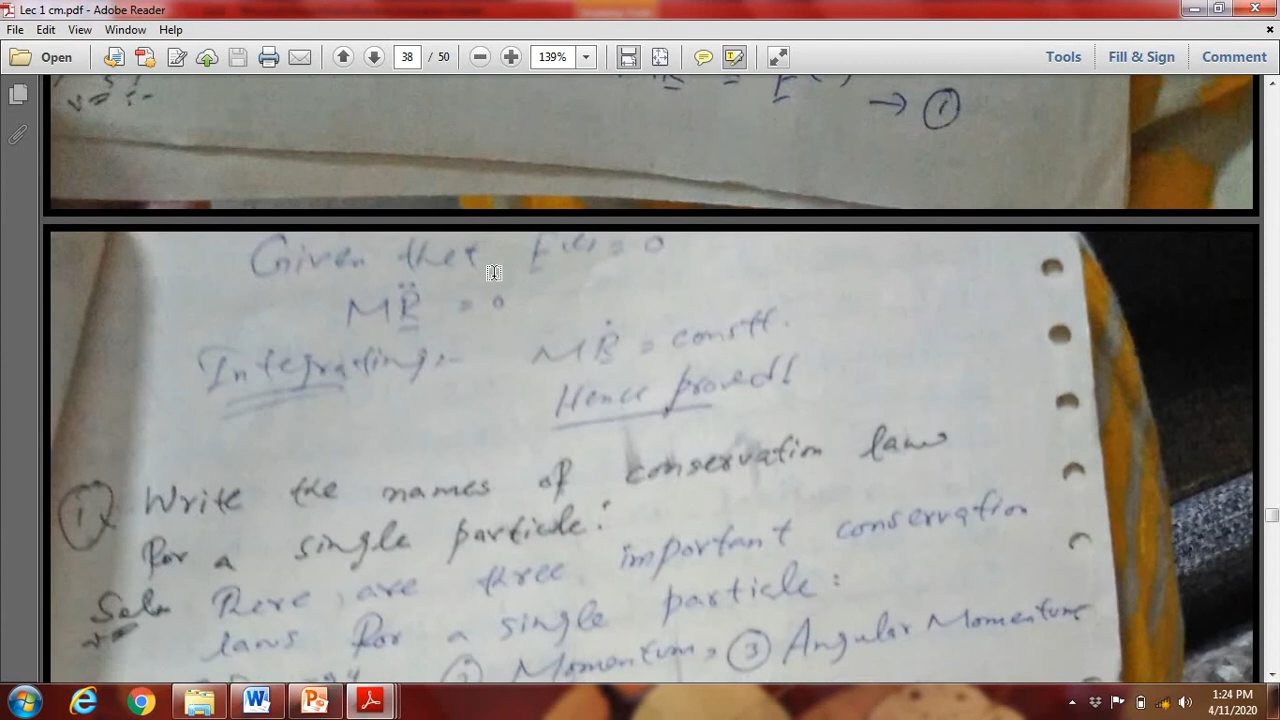 Lec 1 cm.pdf - Adobe Reader
File Edit View Window Help
Open 38 / 50 139% Tools Fill & Sign Comment
→ ①
Given that F(e) = 0
MR̈ = 0
Integrating:- MṘ = constt.
Hence proved!
① Write the names of conservation laws
for a single particle:
Soln There are three important conservation
laws for a single particle:
② Momentum, ③ Angular Momentum
1:24 PM
4/11/2020